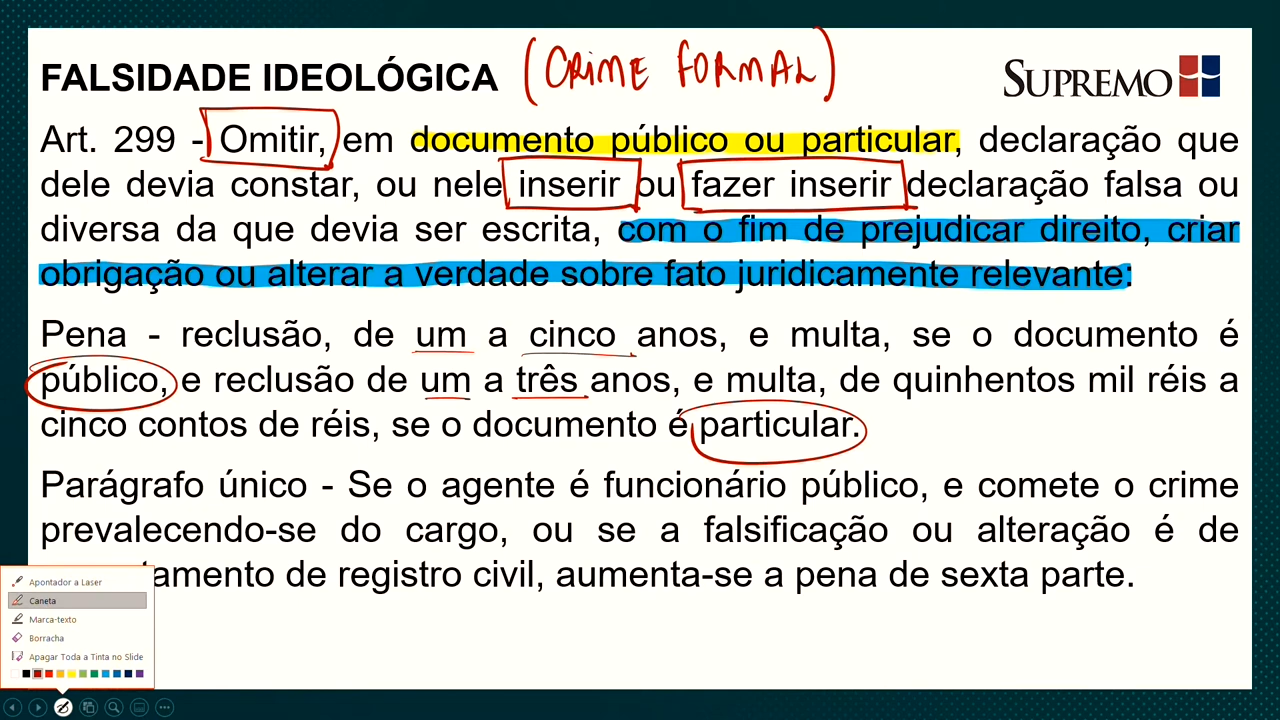 FALSIDADE IDEOLÓGICA (CRIME FORMAL)
SUPREMO
Art. 299 - Omitir, em documento público ou particular, declaração que
dele devia constar, ou nele inserir ou fazer inserir declaração falsa ou
diversa da que devia ser escrita, com o fim de prejudicar direito, criar
obrigação ou alterar a verdade sobre fato juridicamente relevante:
Pena - reclusão, de um a cinco anos, e multa, se o documento é
público, e reclusão de um a três anos, e multa, de quinhentos mil réis a
cinco contos de réis, se o documento é particular.
Parágrafo único - Se o agente é funcionário público, e comete o crime
prevalecendo-se do cargo, ou se a falsificação ou alteração é de
tamento de registro civil, aumenta-se a pena de sexta parte.
Apontador a Laser
Caneta
Marca-texto
Borracha
Apagar Toda a Tinta no Slide